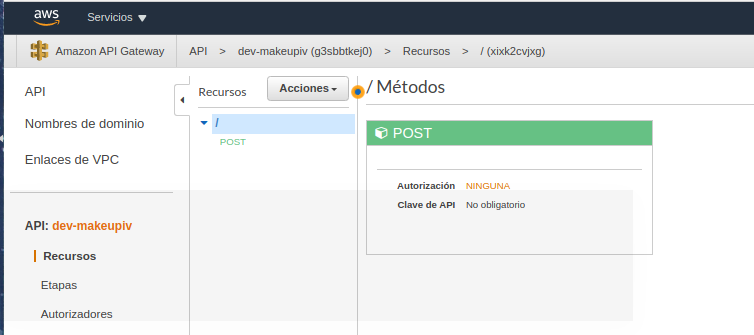 aws Servicios
Amazon API Gateway API > dev-makeupiv (g3sbbtkej0) > Recursos > / (xixk2cvjxg)
API
Nombres de dominio
Enlaces de VPC
API: dev-makeupiv
Recursos
Etapas
Autorizadores
Recursos Acciones
/
POST
/ Métodos
POST
Autorización NINGUNA
Clave de API No obligatorio